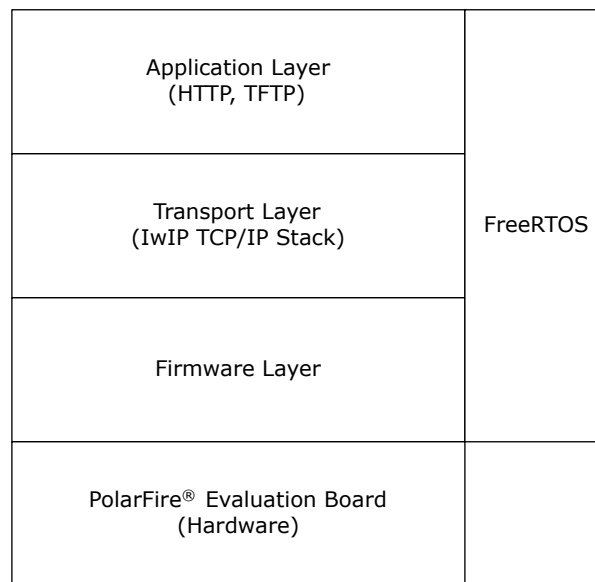 Application Layer
(HTTP, TFTP)
Transport Layer
(IwIP TCP/IP Stack)
FreeRTOS
Firmware Layer
PolarFire® Evaluation Board
(Hardware)